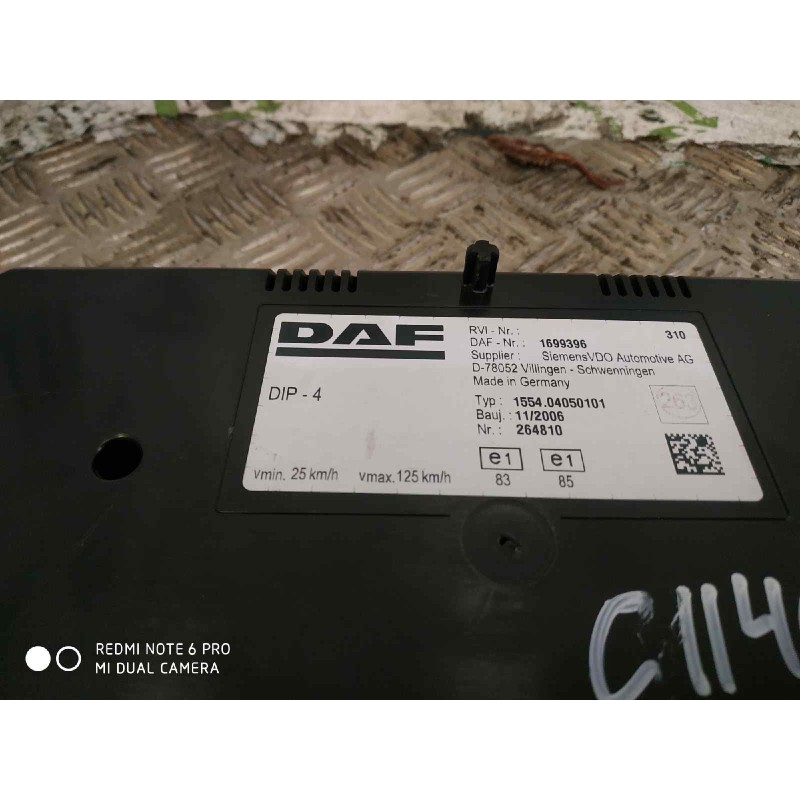 DAF
RVI - Nr. :
310
DAF - Nr. : 1699396
Supplier : SiemensVDO Automotive AG
D-78052 Villingen - Schwenningen
Made in Germany
DIP - 4
Typ : 1554.04050101
263
Bauj. : 11/2006
Nr. : 264810
e1 e1
83 85
vmin. 25 km/h vmax. 125 km/h
C114
REDMI NOTE 6 PRO
MI DUAL CAMERA